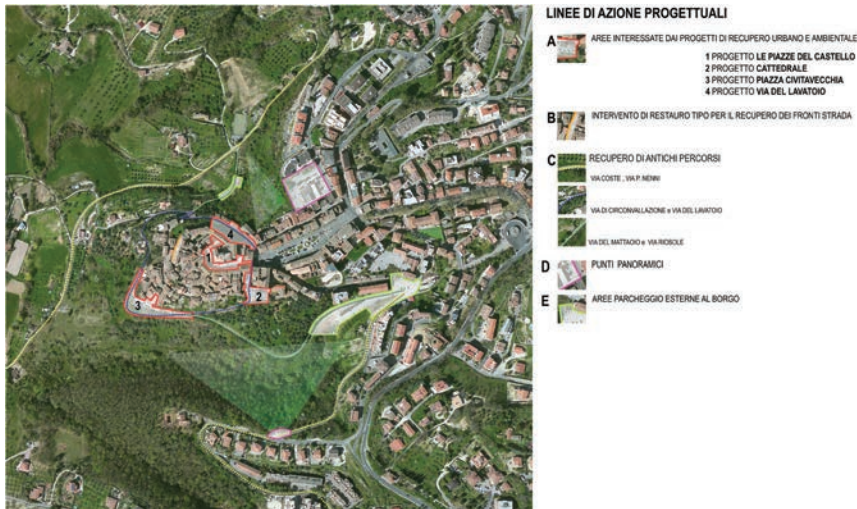 LINEE DI AZIONE PROGETTUALI
A AREE INTERESSATE DAI PROGETTI DI RECUPERO URBANO E AMBIENTALE
1 PROGETTO LE PIAZZE DEL CASTELLO
2 PROGETTO CATTEDRALE
3 PROGETTO PIAZZA CIVITAVECCHIA
4 PROGETTO VIA DEL LAVATOIO
B INTERVENTO DI RESTAURO TIPO PER IL RECUPERO DEI FRONTI STRADA
C RECUPERO DI ANTICHI PERCORSI
VIA COSTE , VIA P. NENNI
VIA DI CIRCONVALLAZIONE e VIA DEL LAVATOIO
VIA DEL MATTAOIO e VIA RIOSOLE
D PUNTI PANORAMICI
E AREE PARCHEGGIO ESTERNE AL BORGO
4
1
2
3